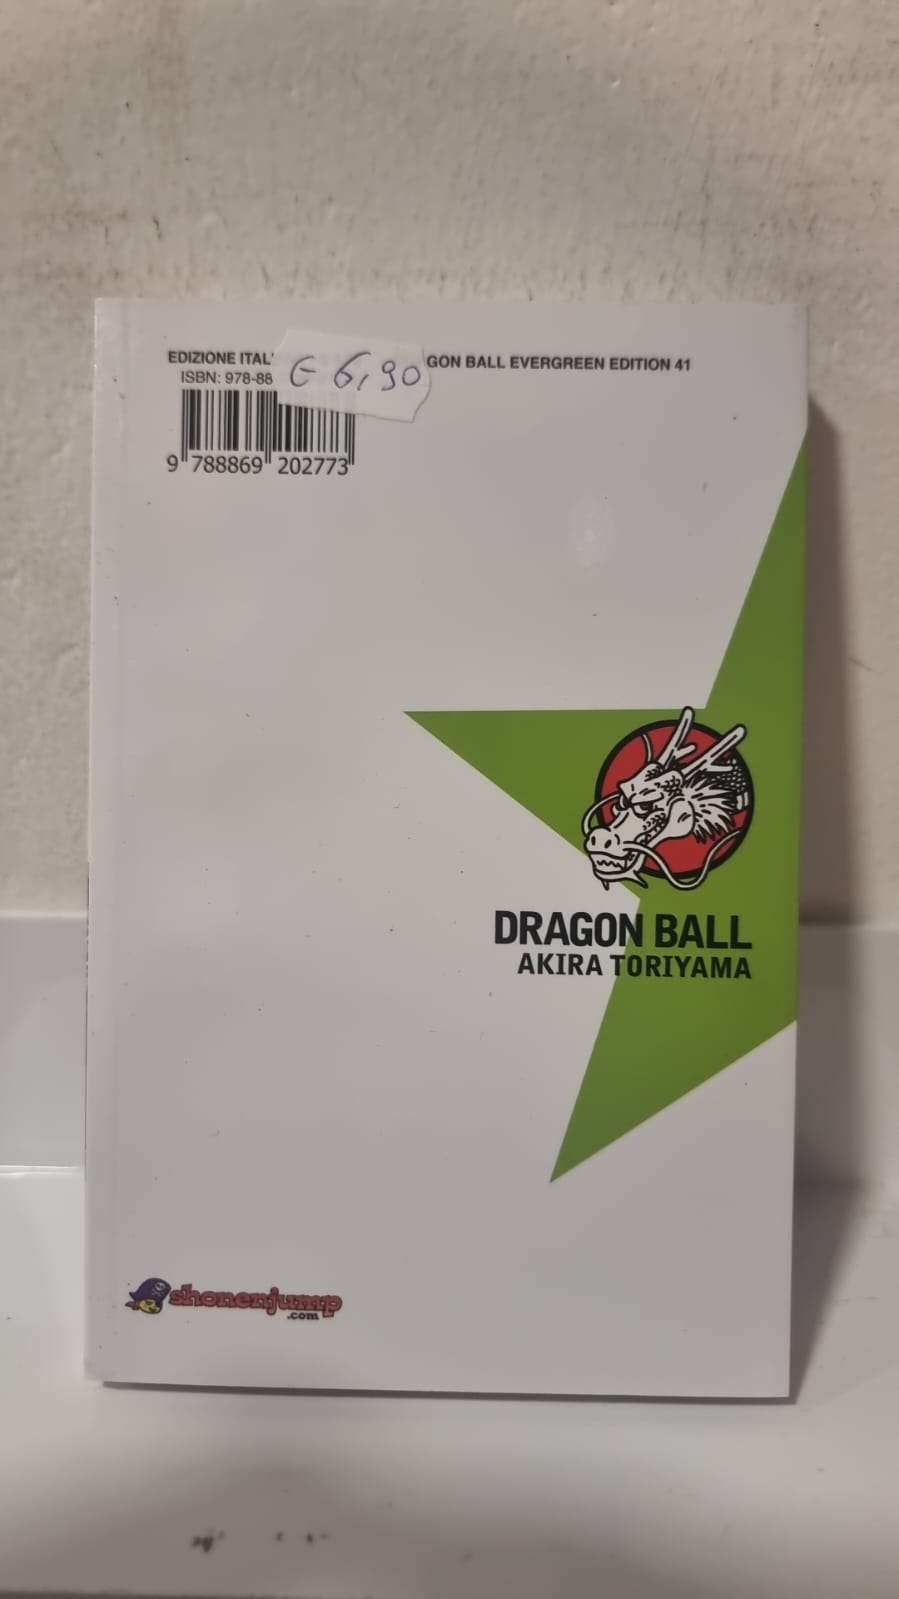 EDIZIONE ITAL
GON BALL EVERGREEN EDITION 41
ISBN: 978-88
€ 6,90
9 788869 202773
DRAGON BALL
AKIRA TORIYAMA
shonenjump
.com